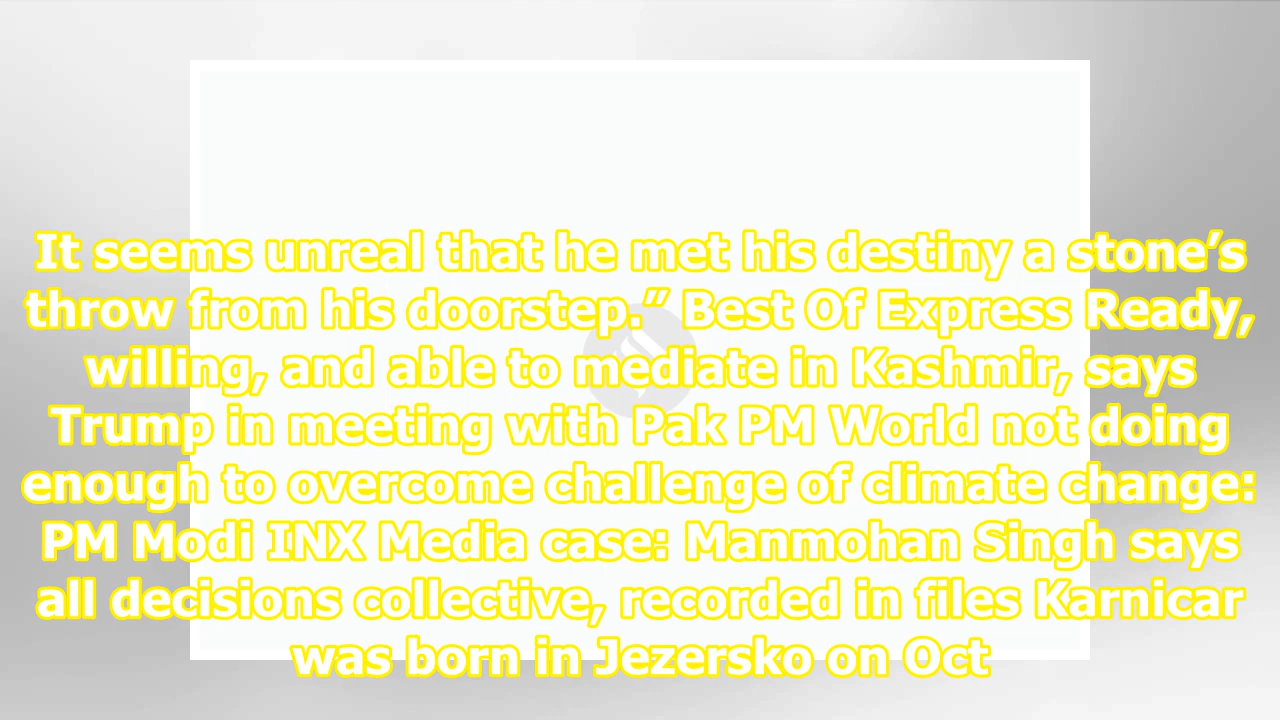 It seems unreal that he met his destiny a stone’s
throw from his doorstep.” Best Of Express Ready,
willing, and able to mediate in Kashmir, says
Trump in meeting with Pak PM World not doing
enough to overcome challenge of climate change:
PM Modi INX Media case: Manmohan Singh says
all decisions collective, recorded in files Karnicar
was born in Jezersko on Oct